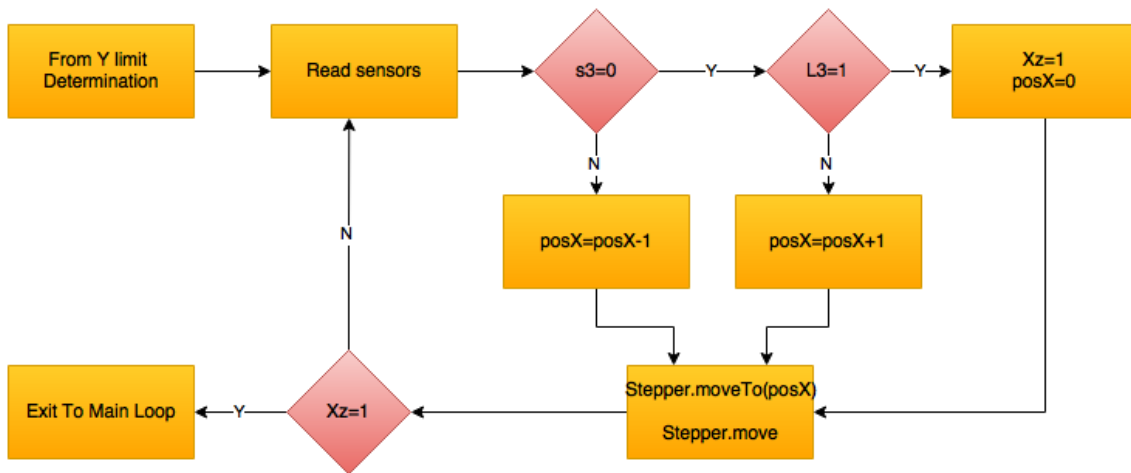 From Y limit
Determination
Read sensors
s3=0
Y
L3=1
Y
Xz=1
posX=0
N
N
posX=posX-1
posX=posX+1
N
Stepper.moveTo(posX)
Stepper.move
Exit To Main Loop
Y
Xz=1